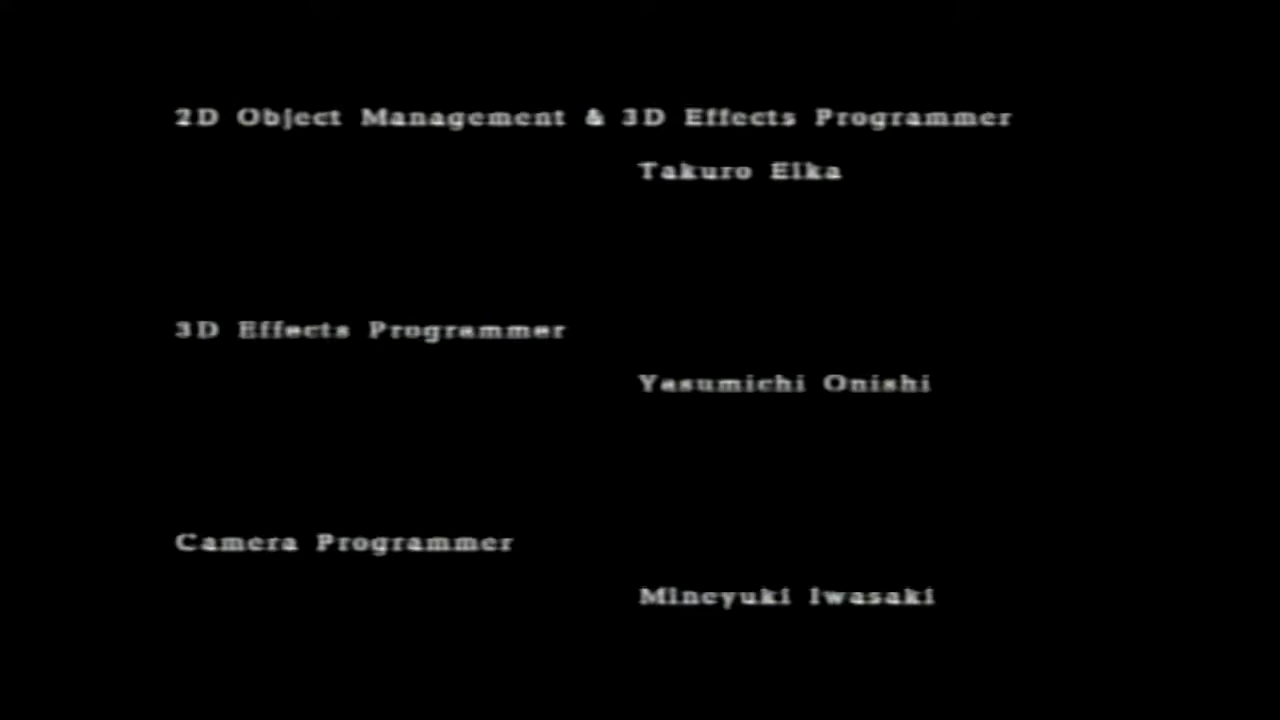 2D Object Management & 3D Effects Programmer
Takuro Eika
3D Effects Programmer
Yasumichi Onishi
Camera Programmer
Mineyuki Iwasaki